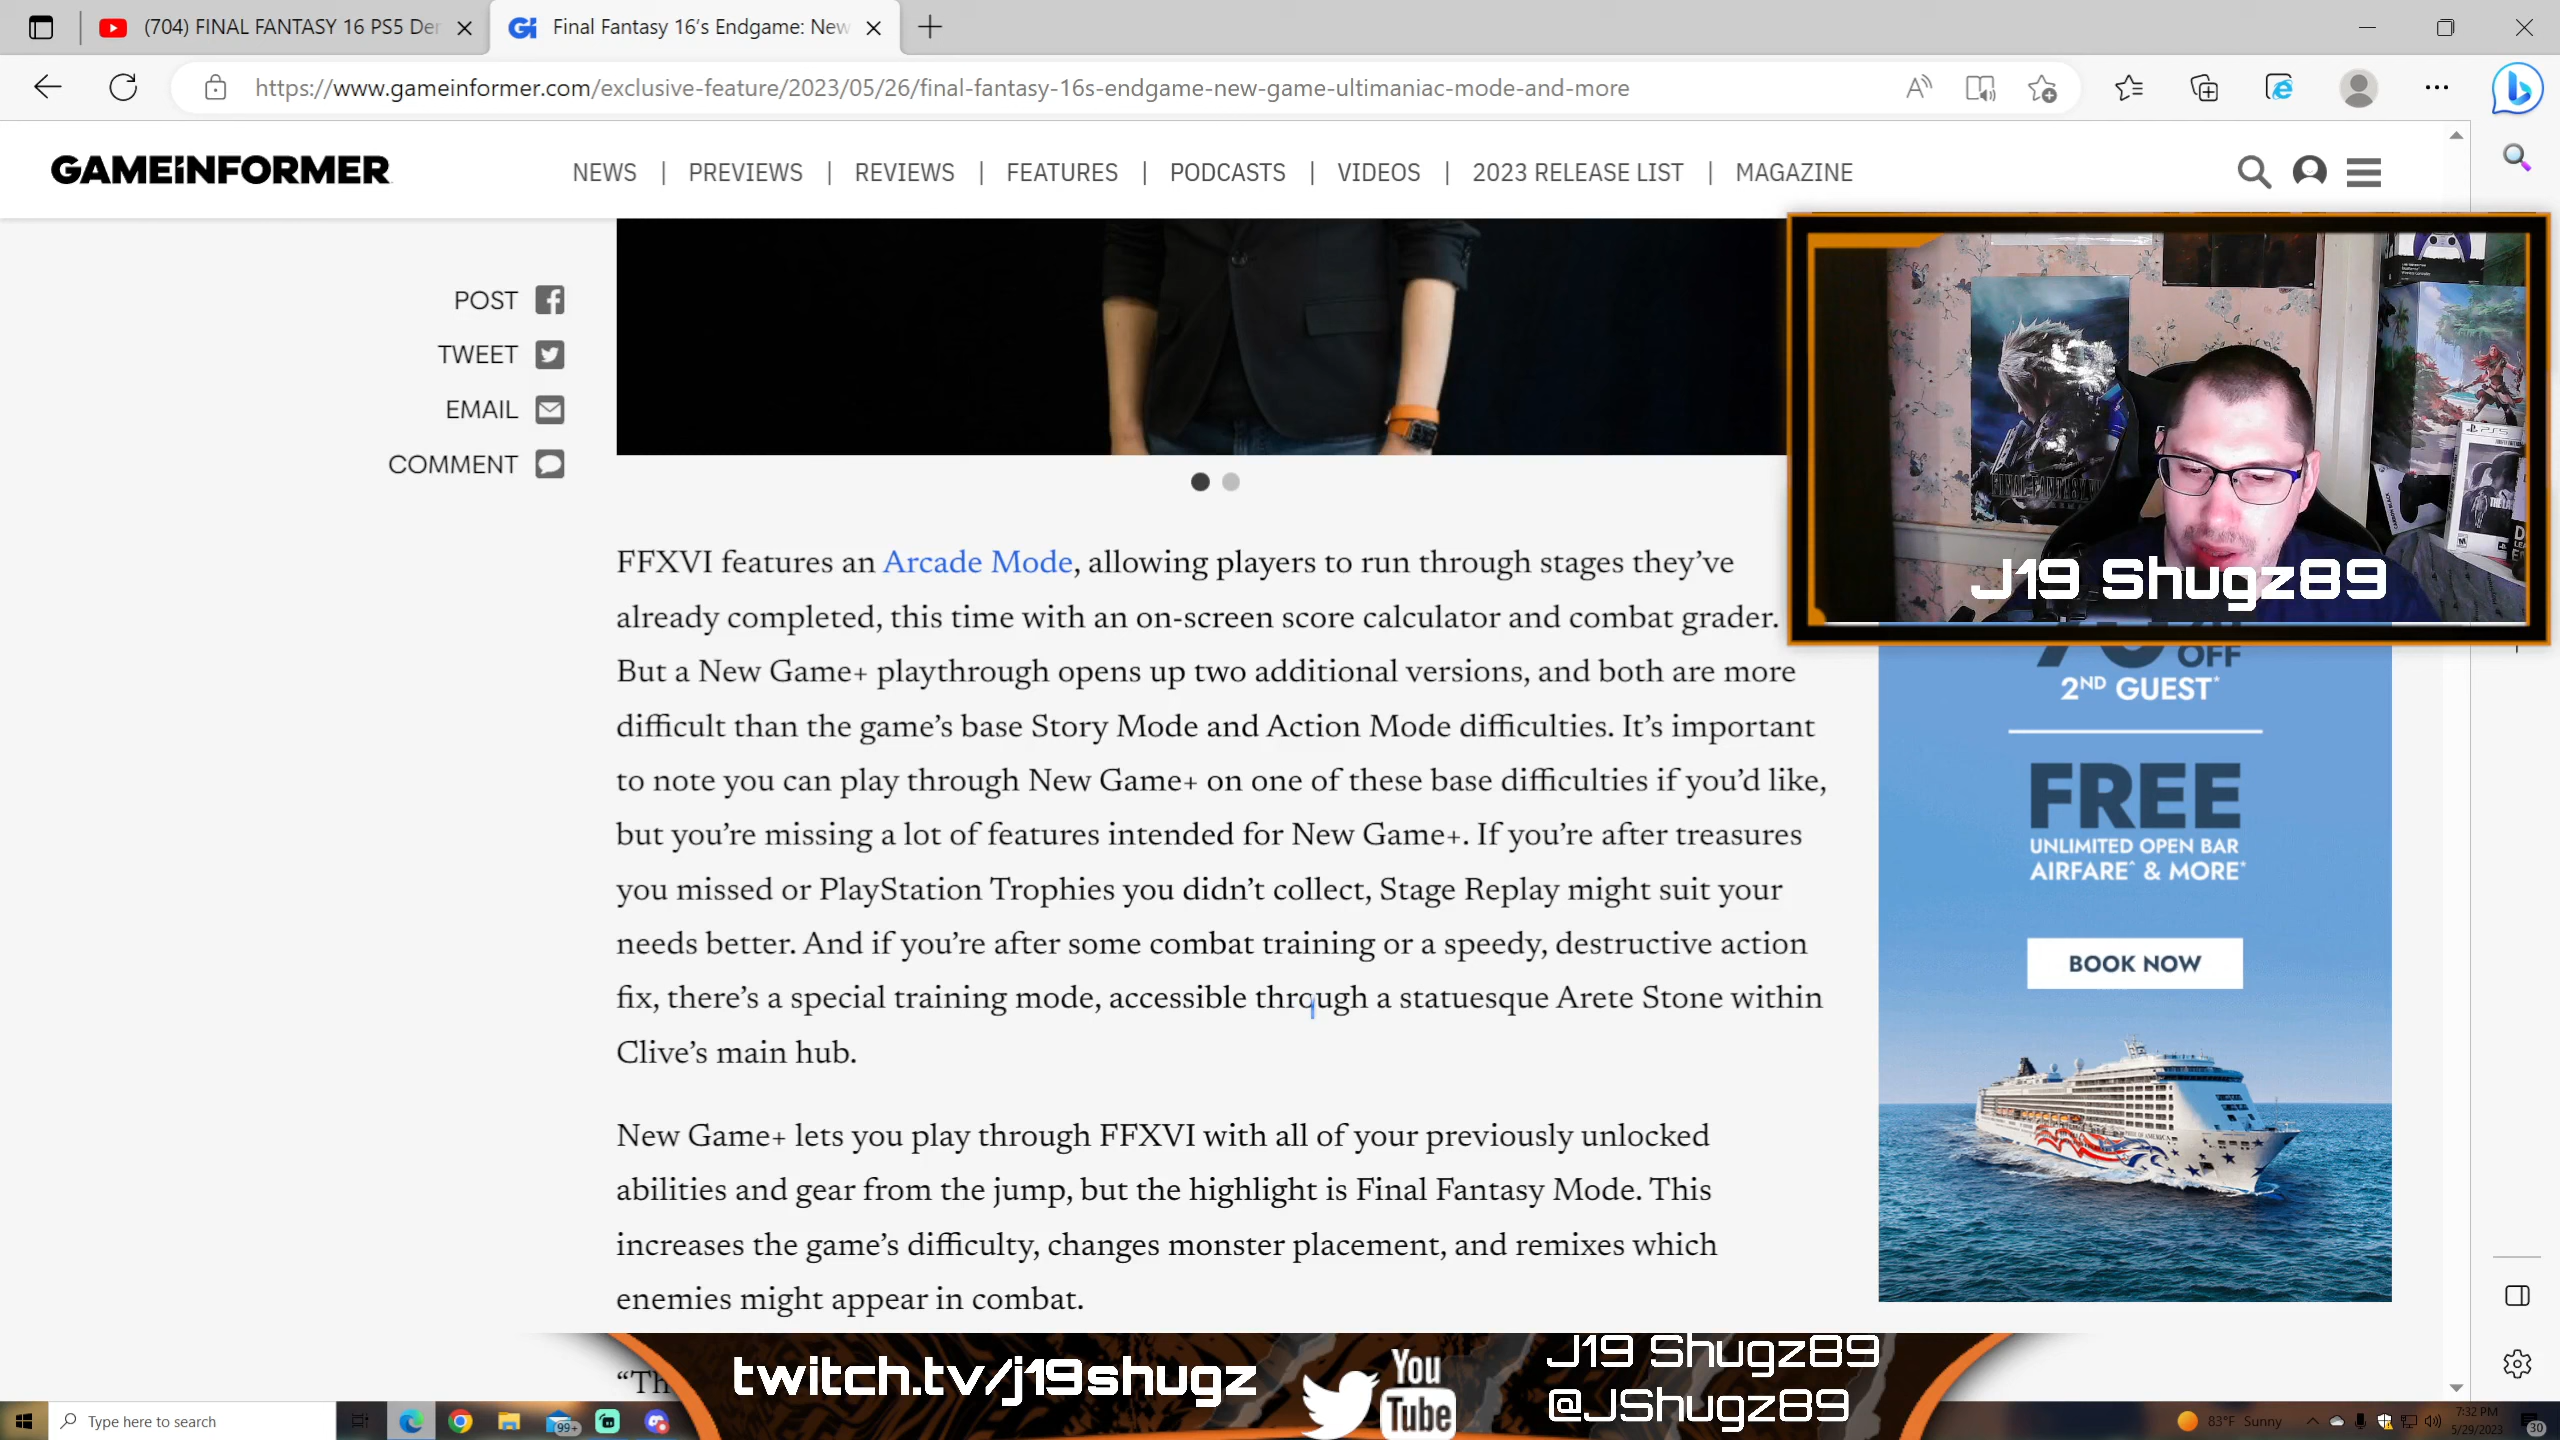 (704) FINAL FANTASY 16 PS5 Der
Final Fantasy 16's Endgame: New
https://www.gameinformer.com/exclusive-feature/2023/05/26/final-fantasy-16s-endgame-new-game-ultimaniac-mode-and-more
GAMEINFORMER
NEWS | PREVIEWS | REVIEWS | FEATURES | PODCASTS | VIDEOS | 2023 RELEASE LIST | MAGAZINE
POST
TWEET
EMAIL
COMMENT
J19 Shugz89
FFXVI features an Arcade Mode, allowing players to run through stages they've
already completed, this time with an on-screen score calculator and combat grader.
But a New Game+ playthrough opens up two additional versions, and both are more
difficult than the game's base Story Mode and Action Mode difficulties. It's important
to note you can play through New Game+ on one of these base difficulties if you'd like,
but you're missing a lot of features intended for New Game+. If you're after treasures
you missed or PlayStation Trophies you didn't collect, Stage Replay might suit your
needs better. And if you're after some combat training or a speedy, destructive action
fix, there's a special training mode, accessible through a statuesque Arete Stone within
Clive's main hub.
New Game+ lets you play through FFXVI with all of your previously unlocked
abilities and gear from the jump, but the highlight is Final Fantasy Mode. This
increases the game's difficulty, changes monster placement, and remixes which
enemies might appear in combat.
“Th
OFF
2ND GUEST*
FREE
UNLIMITED OPEN BAR
AIRFARE^ & MORE*
BOOK NOW
twitch.tv/j19shugz
You
Tube
J19 Shugz89
@JShugz89
Type here to search
99+
83°F Sunny
7:32 PM
5/29/2023
30